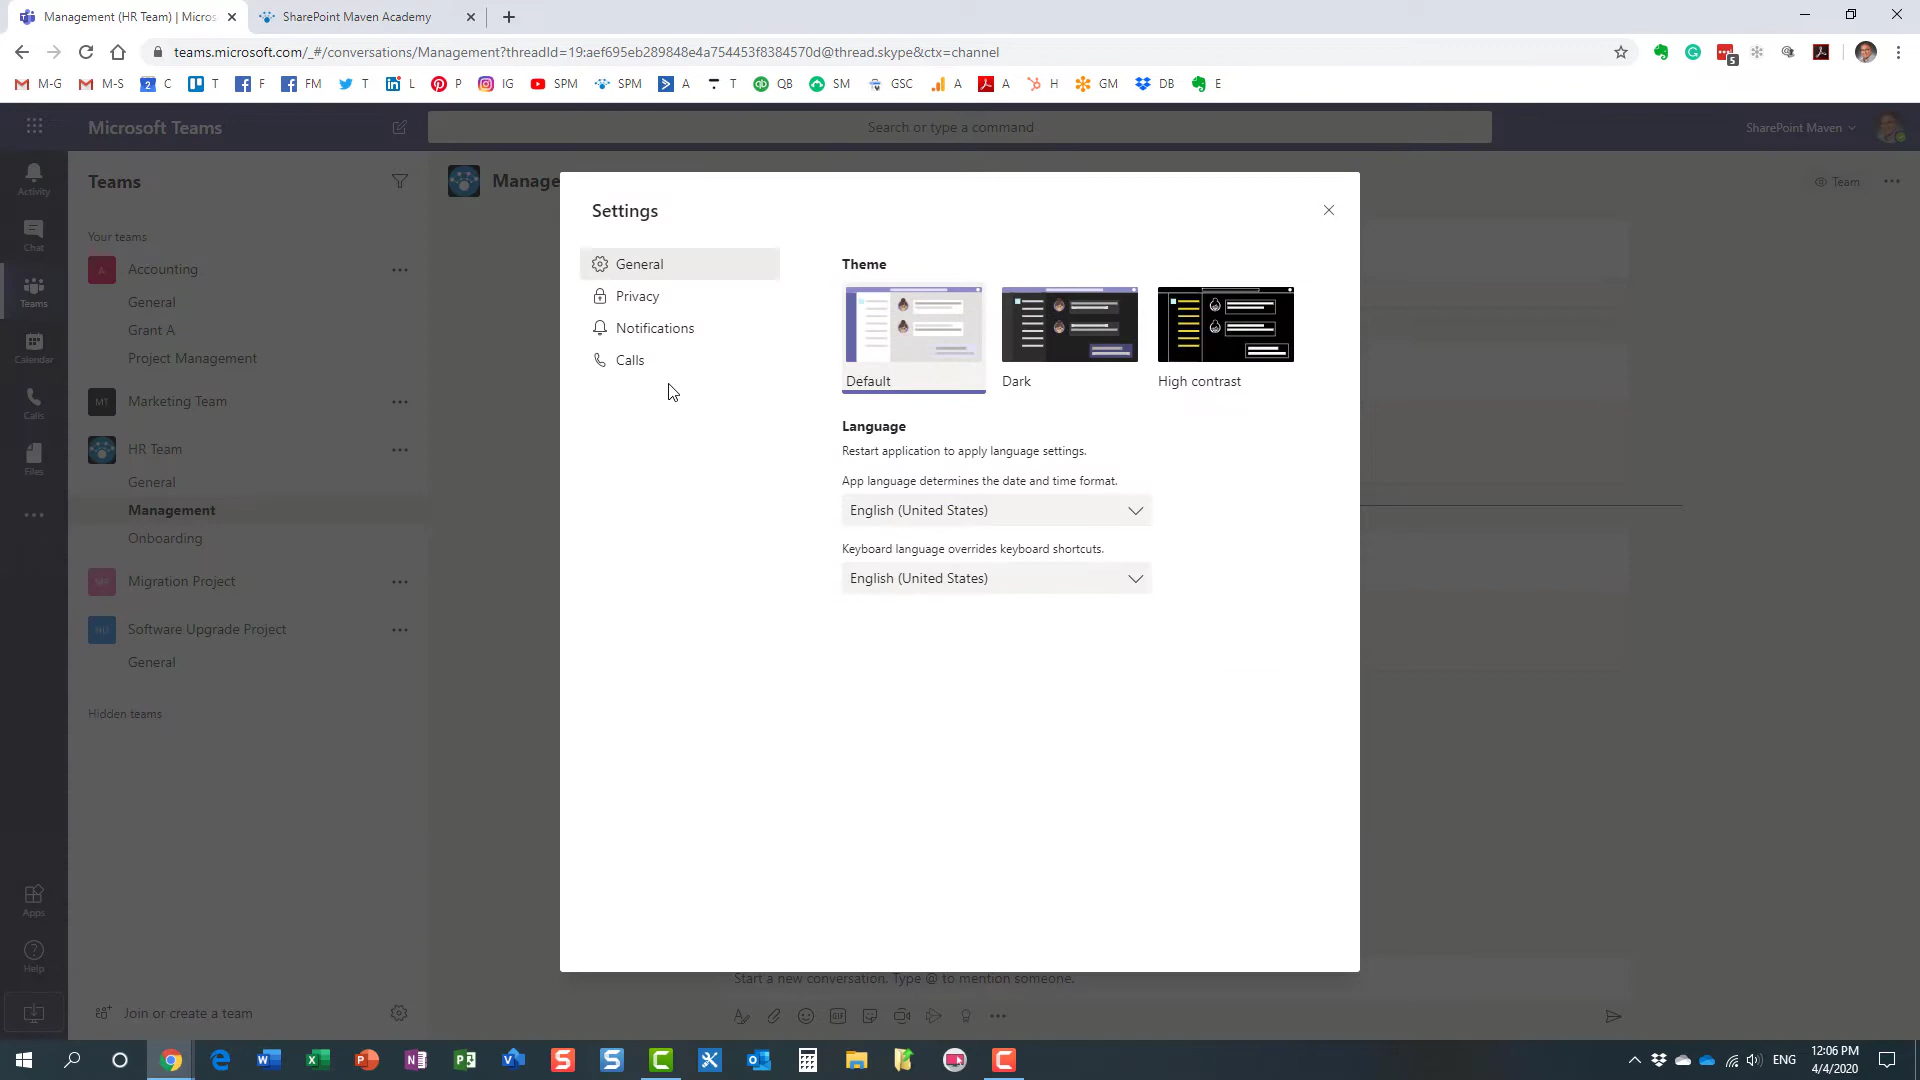 Management (HR Team) | Micros
SharePoint Maven Academy
teams.microsoft.com/_#/conversations/Management?threadId=19:aef695eb289848e4a754453f8384570d@thread.skype&ctx=channel
5
M-G
M-S
2
C
T
F
FM
T
L
P
IG
SPM
SPM
A
T
QB
SM
GSC
A
A
H
GM
DB
E
Microsoft Teams
Search or type a command
SharePoint Maven
Activity
Chat
Teams
Calendar
Calls
Files
Apps
Help
Teams
Your teams
A
Accounting
General
Grant A
Project Management
MT
Marketing Team
HR Team
General
Management
Onboarding
MP
Migration Project
Software Upgrade Project
General
Hidden teams
Join or create a team
Manage
Team
Settings
General
Privacy
Notifications
Calls
Theme
Default
Dark
High contrast
Language
Restart application to apply language settings.
App language determines the date and time format.
English (United States)
Keyboard language overrides keyboard shortcuts.
English (United States)
Start a new conversation. Type @ to mention someone.
GIF
ENG
12:06 PM
4/4/2020